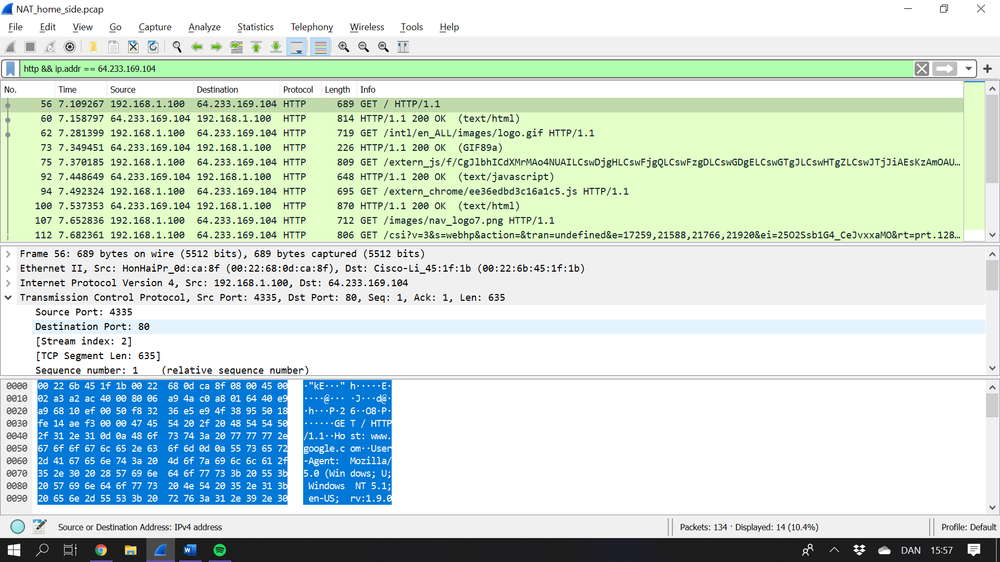 NAT_home_side.pcap
File Edit View Go Capture Analyze Statistics Telephony Wireless Tools Help
http && ip.addr == 64.233.169.104
No. Time Source Destination Protocol Length Info
56 7.109267 192.168.1.100 64.233.169.104 HTTP 689 GET / HTTP/1.1
60 7.158797 64.233.169.104 192.168.1.100 HTTP 814 HTTP/1.1 200 OK (text/html)
62 7.281399 192.168.1.100 64.233.169.104 HTTP 719 GET /intl/en_ALL/images/logo.gif HTTP/1.1
73 7.349451 64.233.169.104 192.168.1.100 HTTP 226 HTTP/1.1 200 OK (GIF89a)
75 7.370185 192.168.1.100 64.233.169.104 HTTP 809 GET /extern_js/f/CgJlbhICdXMrMAo4NUAILCswDjgHLCswFjgQLCswFzgDLCswGDgELCswGTgJLCswHTgZLCswJTjJiAEsKzAmOAU…
92 7.448649 64.233.169.104 192.168.1.100 HTTP 648 HTTP/1.1 200 OK (text/javascript)
94 7.492324 192.168.1.100 64.233.169.104 HTTP 695 GET /extern_chrome/ee36edbd3c16a1c5.js HTTP/1.1
100 7.537353 64.233.169.104 192.168.1.100 HTTP 870 HTTP/1.1 200 OK (text/html)
107 7.652836 192.168.1.100 64.233.169.104 HTTP 712 GET /images/nav_logo7.png HTTP/1.1
112 7.682361 192.168.1.100 64.233.169.104 HTTP 806 GET /csi?v=3&s=webhp&action=&tran=undefined&e=17259,21588,21766,21920&ei=25O2Ssb1G4_CeJvxxaMO&rt=prt.128…
Frame 56: 689 bytes on wire (5512 bits), 689 bytes captured (5512 bits)
Ethernet II, Src: HonHaiPr_0d:ca:8f (00:22:68:0d:ca:8f), Dst: Cisco-Li_45:1f:1b (00:22:6b:45:1f:1b)
Internet Protocol Version 4, Src: 192.168.1.100, Dst: 64.233.169.104
Transmission Control Protocol, Src Port: 4335, Dst Port: 80, Seq: 1, Ack: 1, Len: 635
Source Port: 4335
Destination Port: 80
[Stream index: 2]
[TCP Segment Len: 635]
Sequence number: 1 (relative sequence number)
0000 00 22 6b 45 1f 1b 00 22 68 0d ca 8f 08 00 45 00 ·"kE···" h·····E·
0010 02 a3 a2 ac 40 00 80 06 a9 4a c0 a8 01 64 40 e9 ····@··· ·J···d@·
0020 a9 68 10 ef 00 50 f8 32 36 e5 e9 4f 38 95 50 18 ·h···P·2 6··O8·P·
0030 fe 14 ae f3 00 00 47 45 54 20 2f 20 48 54 54 50 ······GE T / HTTP
0040 2f 31 2e 31 0d 0a 48 6f 73 74 3a 20 77 77 77 2e /1.1··Ho st: www.
0050 67 6f 6f 67 6c 65 2e 63 6f 6d 0d 0a 55 73 65 72 google.c om··User
0060 2d 41 67 65 6e 74 3a 20 4d 6f 7a 69 6c 6c 61 2f -Agent: Mozilla/
0070 35 2e 30 20 28 57 69 6e 64 6f 77 73 3b 20 55 3b 5.0 (Win dows; U;
0080 20 57 69 6e 64 6f 77 73 20 4e 54 20 35 2e 31 3b Windows NT 5.1;
0090 20 65 6e 2d 55 53 3b 20 72 76 3a 31 2e 39 2e 30 en-US; rv:1.9.0
Source or Destination Address: IPv4 address Packets: 134 · Displayed: 14 (10.4%) Profile: Default
DAN 15:57